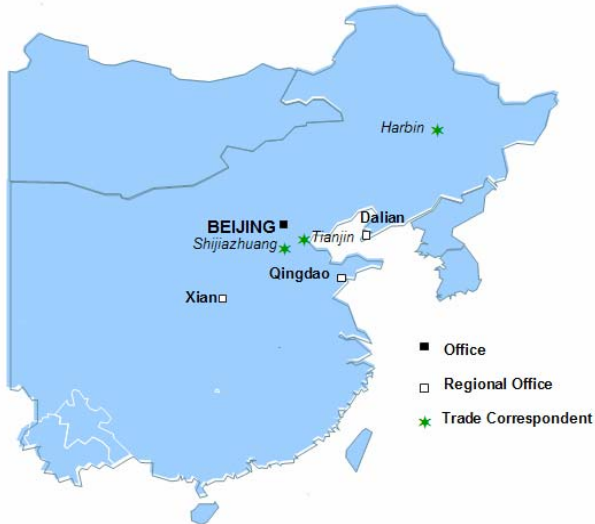 Harbin
Dalian
BEIJING
Tianjin
Shijiazhuang
Qingdao
Xian
Office
Regional Office
Trade Correspondent